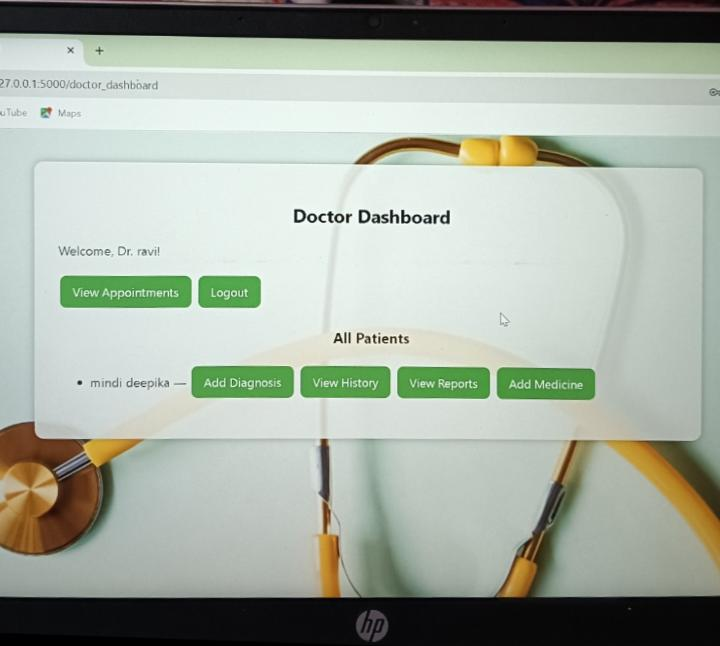 27.0.0.1:5000/doctor_dashboard
uTube Maps
Doctor Dashboard
Welcome, Dr. ravi!
View Appointments Logout
All Patients
• mindi deepika — Add Diagnosis View History View Reports Add Medicine
hp